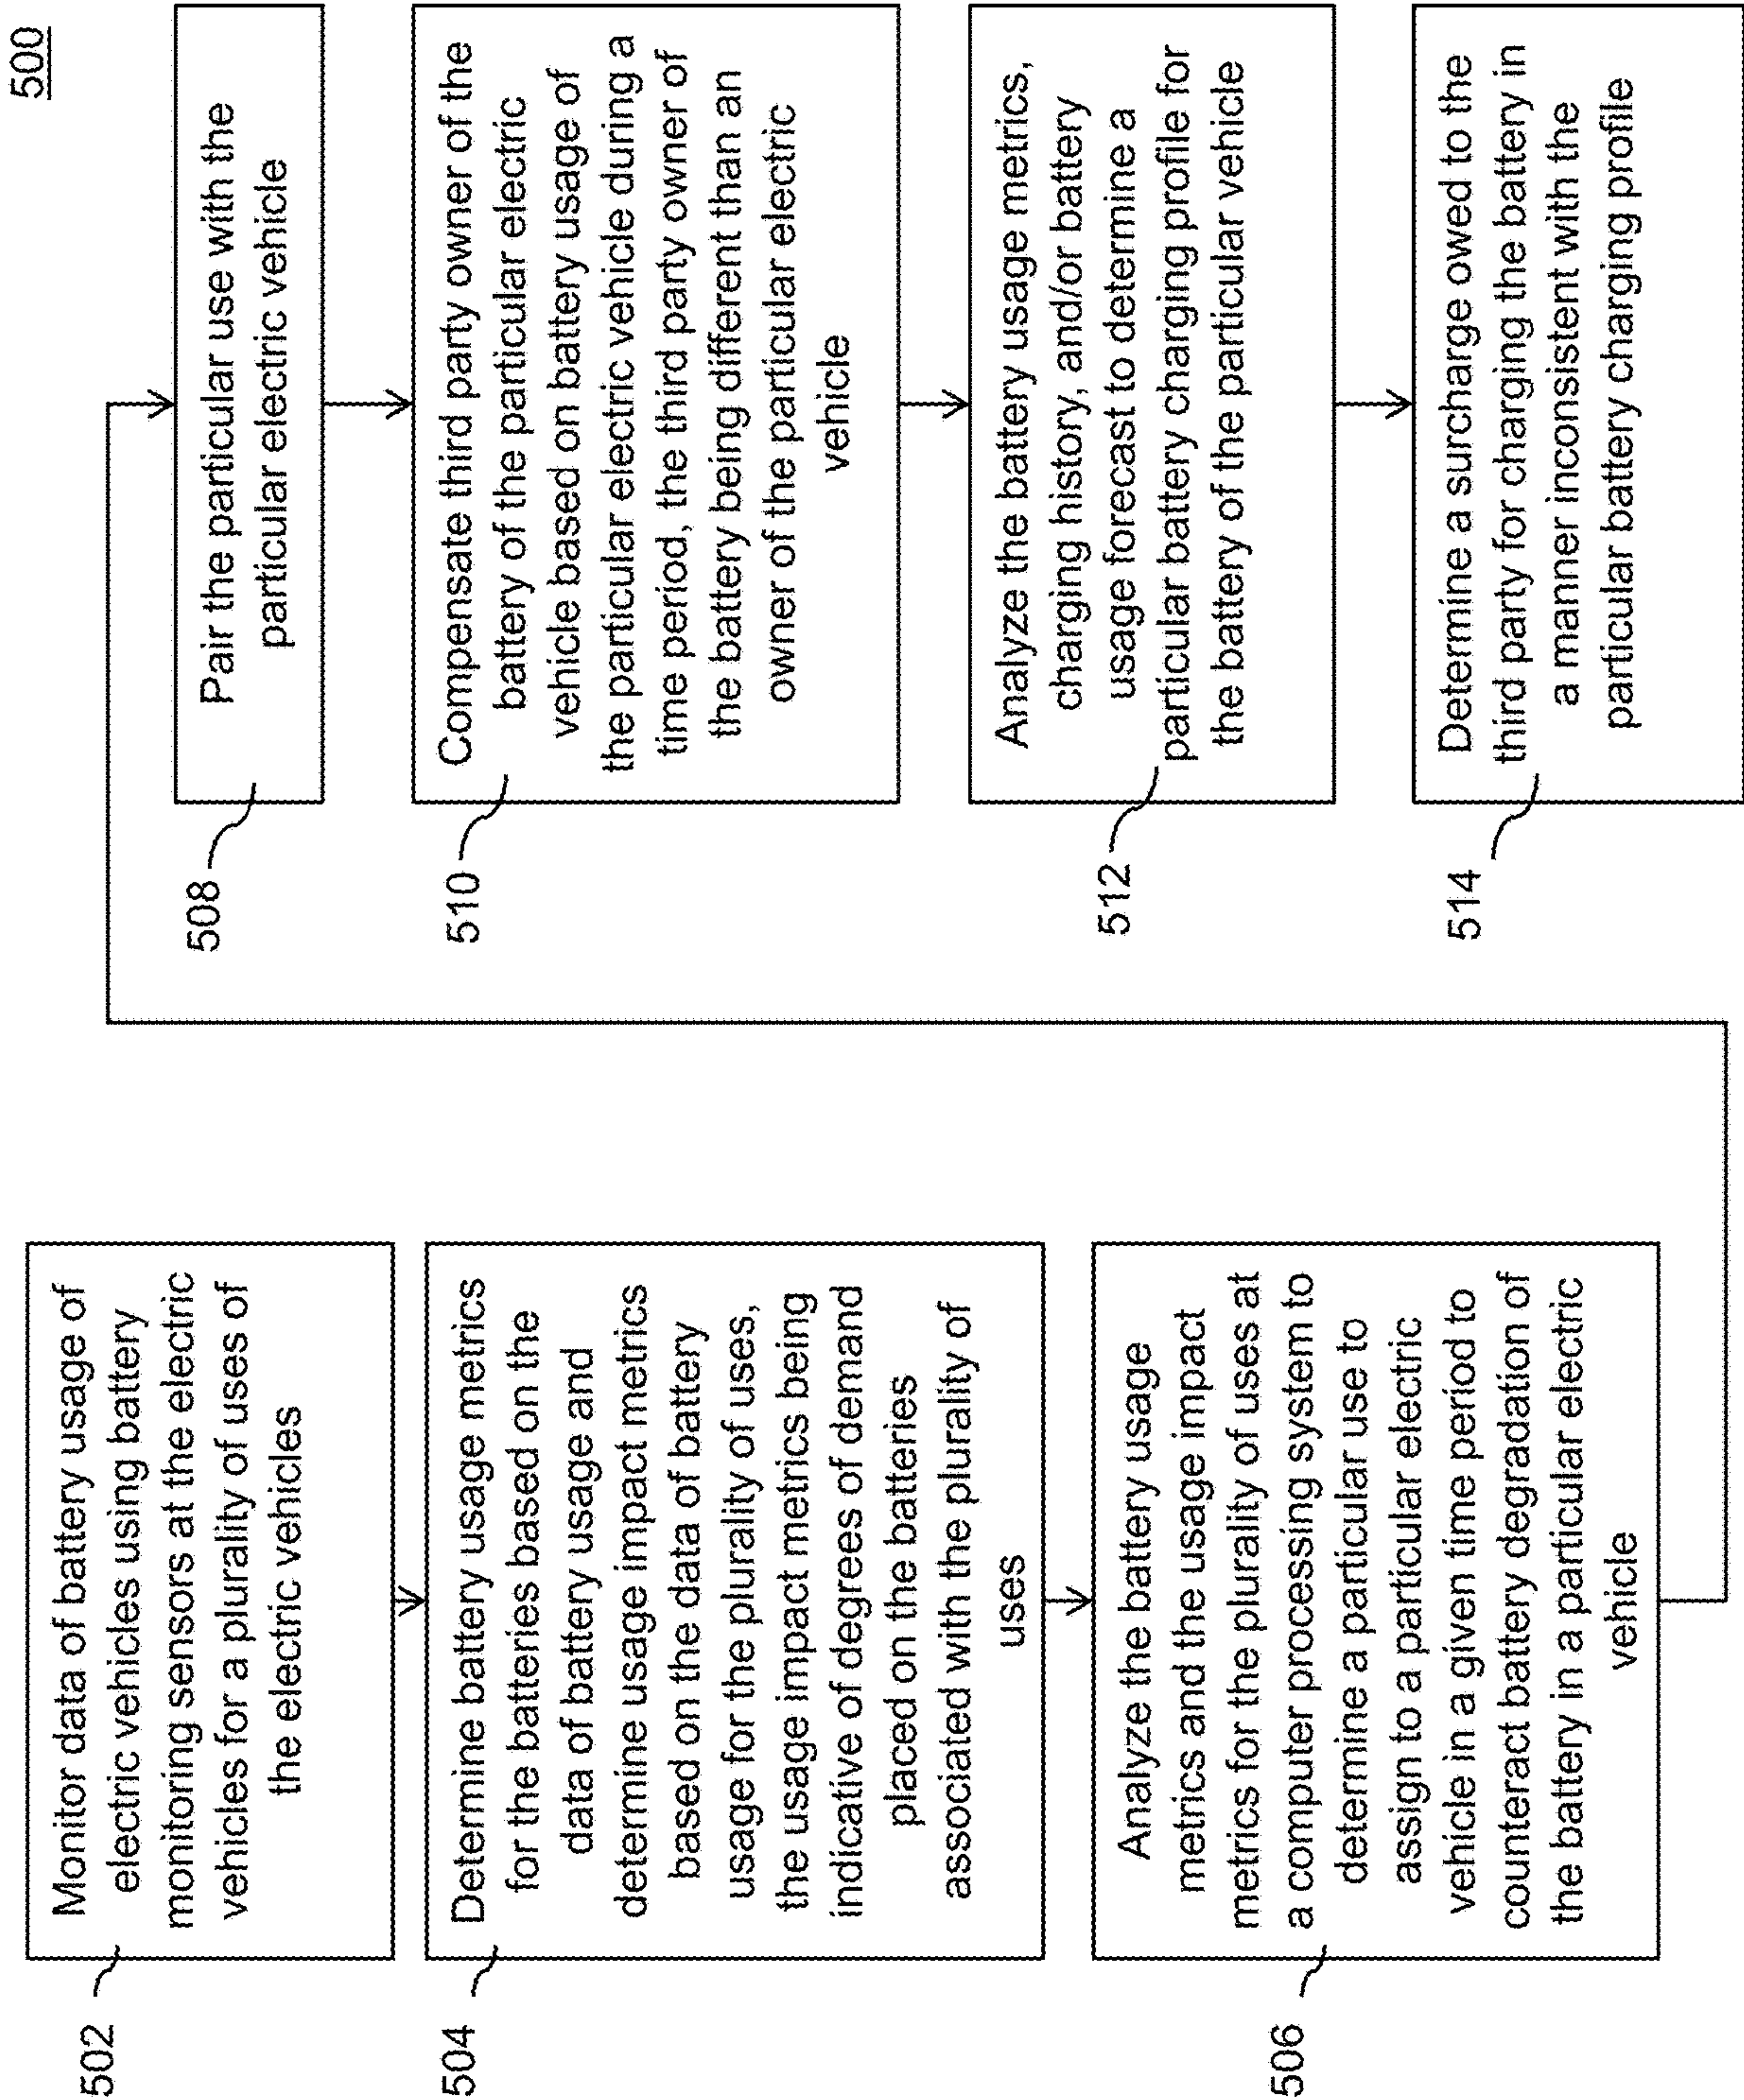 500
502
Monitor data of battery usage of
electric vehicles using battery
monitoring sensors at the electric
vehicles for a plurality of uses of
the electric vehicles
504
Determine battery usage metrics
for the batteries based on the
data of battery usage and
determine usage impact metrics
based on the data of battery
usage for the plurality of uses,
the usage impact metrics being
indicative of degrees of demand
placed on the batteries
associated with the plurality of
uses
506
Analyze the battery usage
metrics and the usage impact
metrics for the plurality of uses at
a computer processing system to
determine a particular use to
assign to a particular electric
vehicle in a given time period to
counteract battery degradation of
the battery in a particular electric
vehicle
508
Pair the particular use with the
particular electric vehicle
510
Compensate third party owner of the
battery of the particular electric
vehicle based on battery usage of
the particular electric vehicle during a
time period, the third party owner of
the battery being different than an
owner of the particular electric
vehicle
512
Analyze the battery usage metrics,
charging history, and/or battery
usage forecast to determine a
particular battery charging profile for
the battery of the particular vehicle
514
Determine a surcharge owed to the
third party for charging the battery in
a manner inconsistent with the
particular battery charging profile